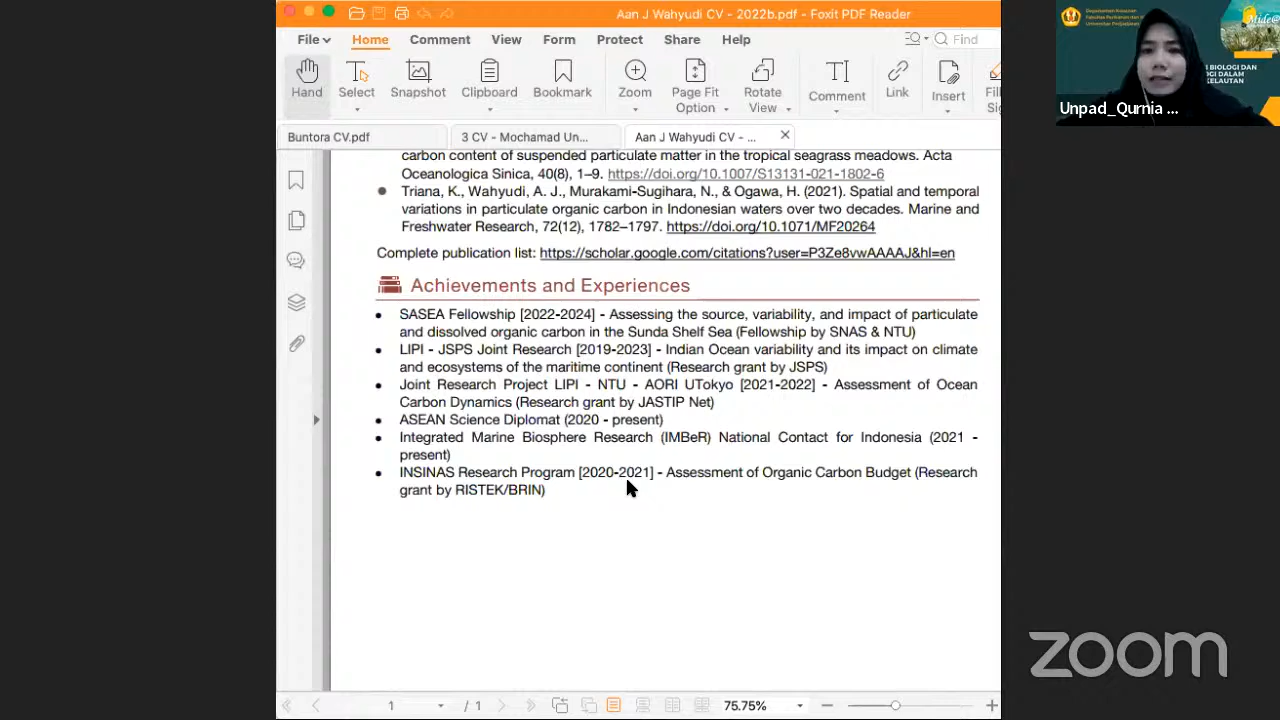 Aan J Wahyudi CV - 2022b.pdf - Foxit PDF Reader
File Home Comment View Form Protect Share Help Find
Hand Select Snapshot Clipboard Bookmark Zoom Page Fit Option Rotate View Comment Link Insert
Buntora CV.pdf 3 CV - Mochamad Un... Aan J Wahyudi CV - ...
carbon content of suspended particulate matter in the tropical seagrass meadows. Acta
Oceanologica Sinica, 40(8), 1–9. https://doi.org/10.1007/S13131-021-1802-6
Triana, K., Wahyudi, A. J., Murakami-Sugihara, N., & Ogawa, H. (2021). Spatial and temporal
variations in particulate organic carbon in Indonesian waters over two decades. Marine and
Freshwater Research, 72(12), 1782–1797. https://doi.org/10.1071/MF20264
Complete publication list: https://scholar.google.com/citations?user=P3Ze8vwAAAAJ&hl=en
Achievements and Experiences
SASEA Fellowship [2022-2024] - Assessing the source, variability, and impact of particulate
and dissolved organic carbon in the Sunda Shelf Sea (Fellowship by SNAS & NTU)
LIPI - JSPS Joint Research [2019-2023] - Indian Ocean variability and its impact on climate
and ecosystems of the maritime continent (Research grant by JSPS)
Joint Research Project LIPI - NTU - AORI UTokyo [2021-2022] - Assessment of Ocean
Carbon Dynamics (Research grant by JASTIP Net)
ASEAN Science Diplomat (2020 - present)
Integrated Marine Biosphere Research (IMBeR) National Contact for Indonesia (2021 -
present)
INSINAS Research Program [2020-2021] - Assessment of Organic Carbon Budget (Research
grant by RISTEK/BRIN)
1 / 1 75.75%
BIOLOGI DAN
DALAM
KELAUTAN
Unpad_Qurnia ...
zoom